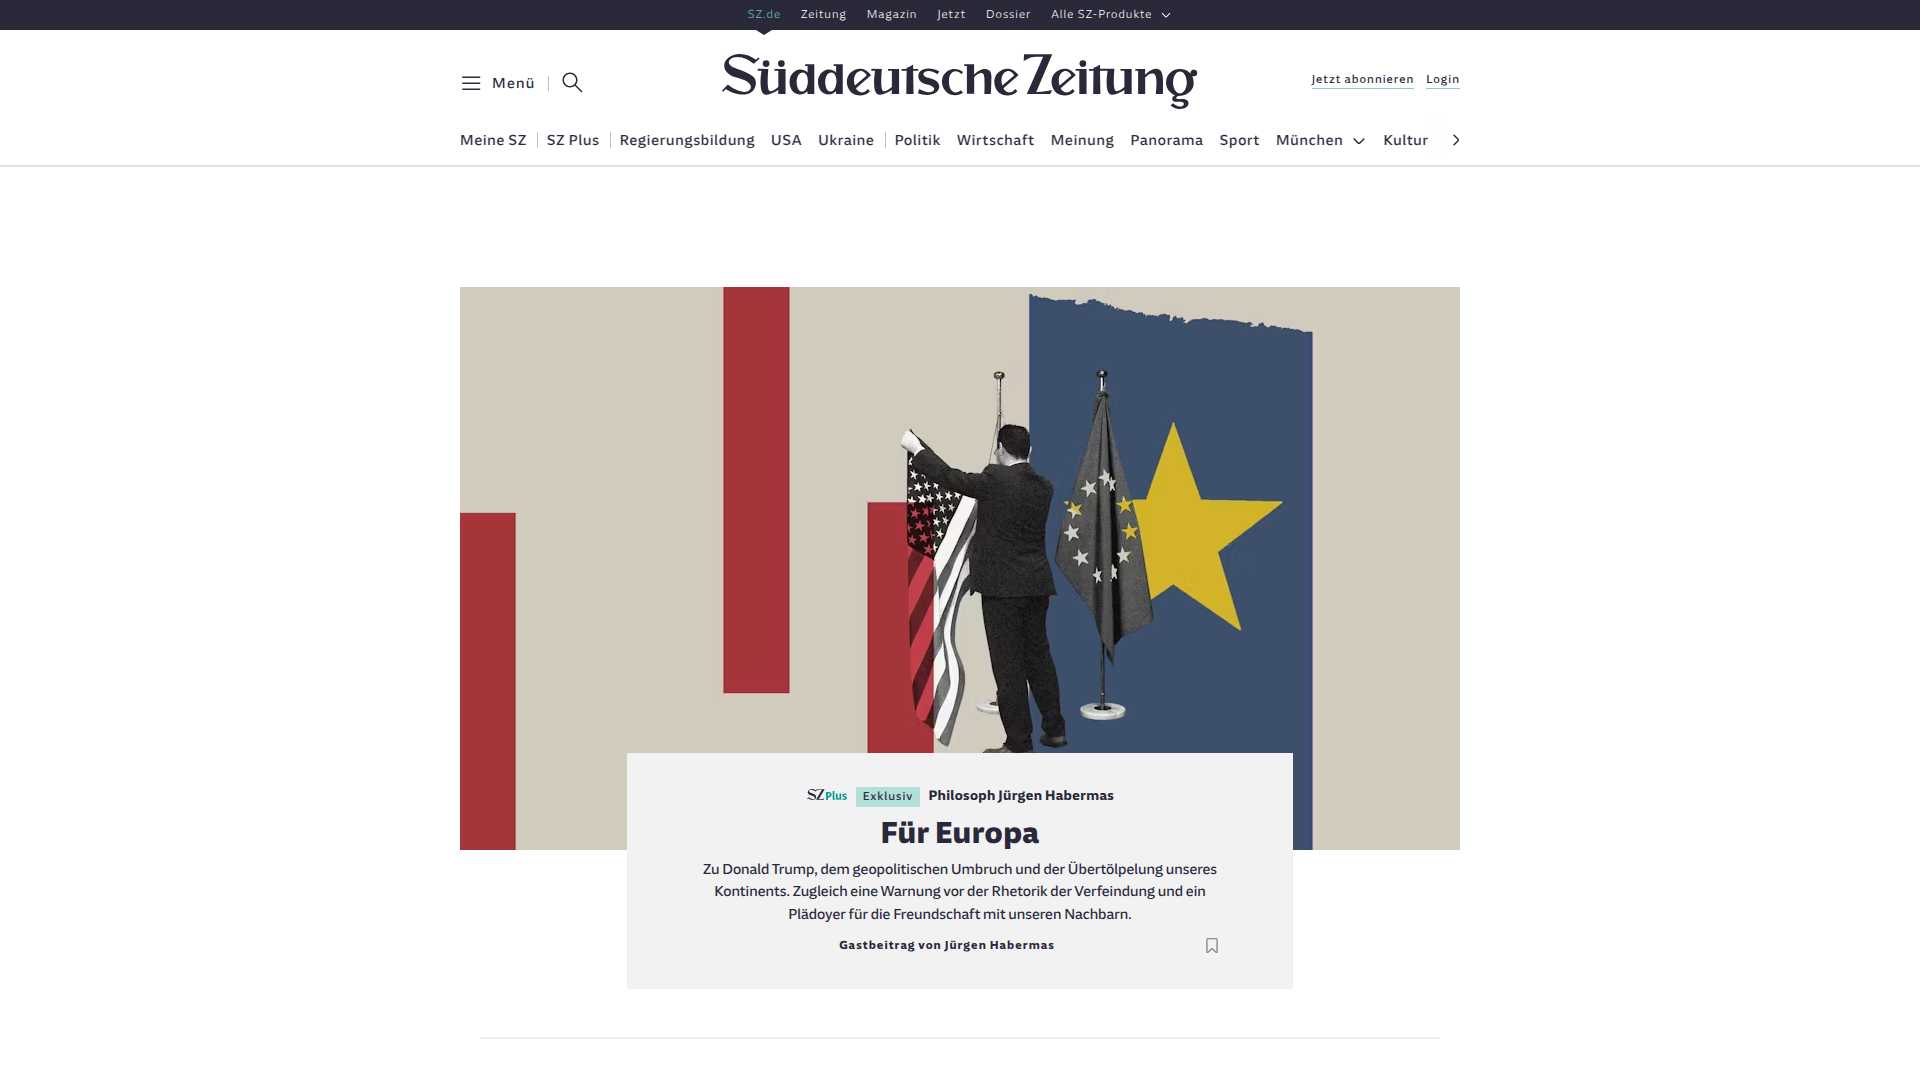 SZ.de Zeitung Magazin Jetzt Dossier Alle SZ-Produkte
Menü
Süddeutsche Zeitung
Jetzt abonnieren Login
Meine SZ SZ Plus Regierungsbildung USA Ukraine Politik Wirtschaft Meinung Panorama Sport München Kultur
SZ Plus Exklusiv Philosoph Jürgen Habermas
Für Europa
Zu Donald Trump, dem geopolitischen Umbruch und der Übertölpelung unseres
Kontinents. Zugleich eine Warnung vor der Rhetorik der Verfeindung und ein
Plädoyer für die Freundschaft mit unseren Nachbarn.
Gastbeitrag von Jürgen Habermas